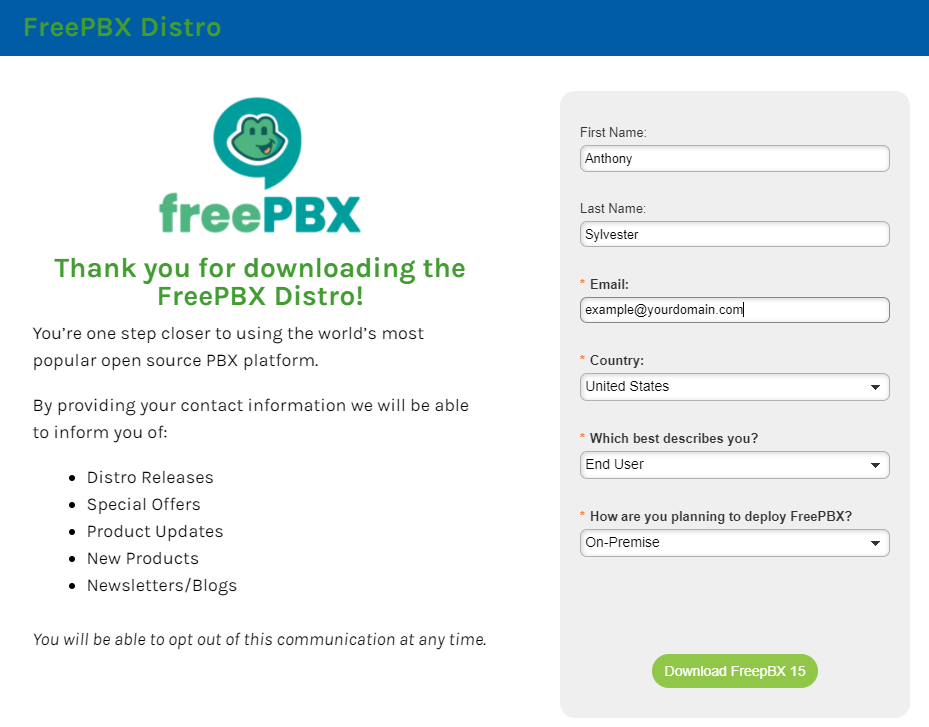 FreePBX Distro
freePBX
Thank you for downloading the
FreePBX Distro!
You’re one step closer to using the world’s most
popular open source PBX platform.
By providing your contact information we will be able
to inform you of:
Distro Releases
Special Offers
Product Updates
New Products
Newsletters/Blogs
You will be able to opt out of this communication at any time.
First Name:
Anthony
Last Name:
Sylvester
* Email:
example@yourdomain.com
* Country:
United States
* Which best describes you?
End User
* How are you planning to deploy FreePBX?
On-Premise
Download FreepBX 15